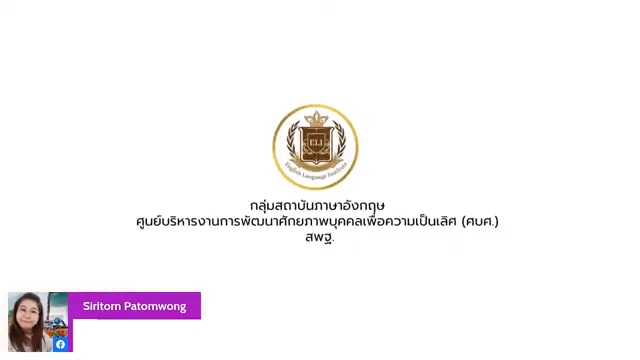 ELI
English Language Institute
กลุ่มสถาบันภาษาอังกฤษ
ศูนย์บริหารงานการพัฒนาศักยภาพบุคคลเพื่อความเป็นเลิศ (ศบศ.)
สพฐ.
Siritorn Patomwong